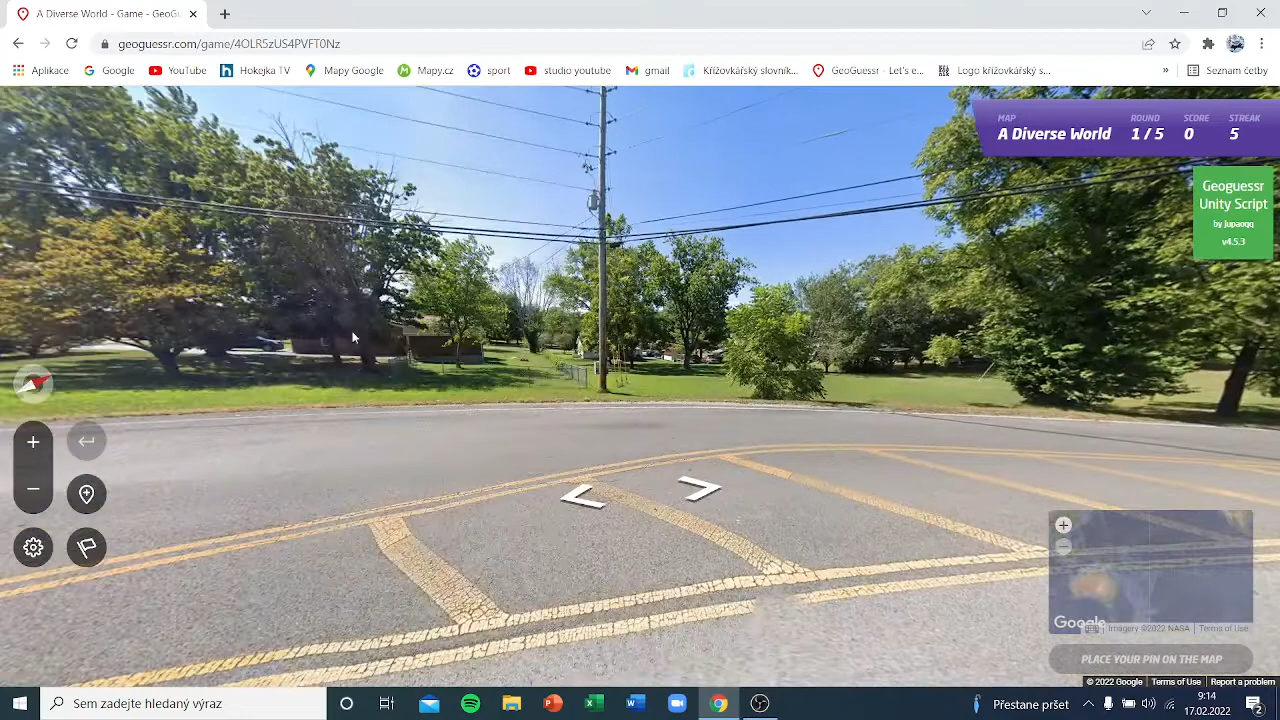 A Diverse World - Game - GeoG
geoguessr.com/game/4OLR5zUS4PVFT0Nz
Aplikace
Google
YouTube
Hokejka TV
Mapy Google
Mapy.cz
sport
studio youtube
gmail
Křížovkářský slovník...
GeoGuessr - Let's e...
Logo křížovkářský s...
»
Seznam četby
MAP ROUND SCORE STREAK
A Diverse World 1 / 5 0 5
Geoguessr
Unity Script
by jupaoqq
v4.5.3
Google
Imagery ©2022 NASA Terms of Use
PLACE YOUR PIN ON THE MAP
© 2022 Google Terms of Use Report a problem
Sem zadejte hledaný výraz
Přestane pršet
9:14
17.02.2022
2